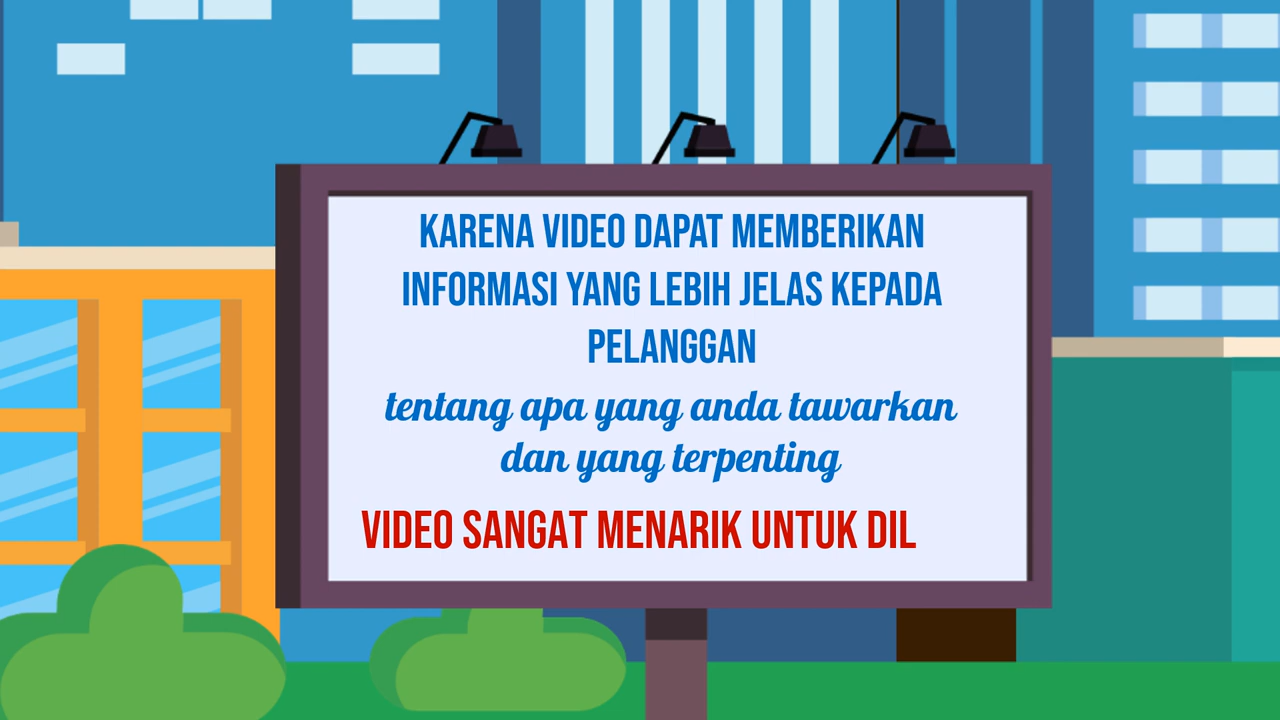 KARENA VIDEO DAPAT MEMBERIKAN
INFORMASI YANG LEBIH JELAS KEPADA
PELANGGAN
tentang apa yang anda tawarkan
dan yang terpenting
VIDEO SANGAT MENARIK UNTUK DIL